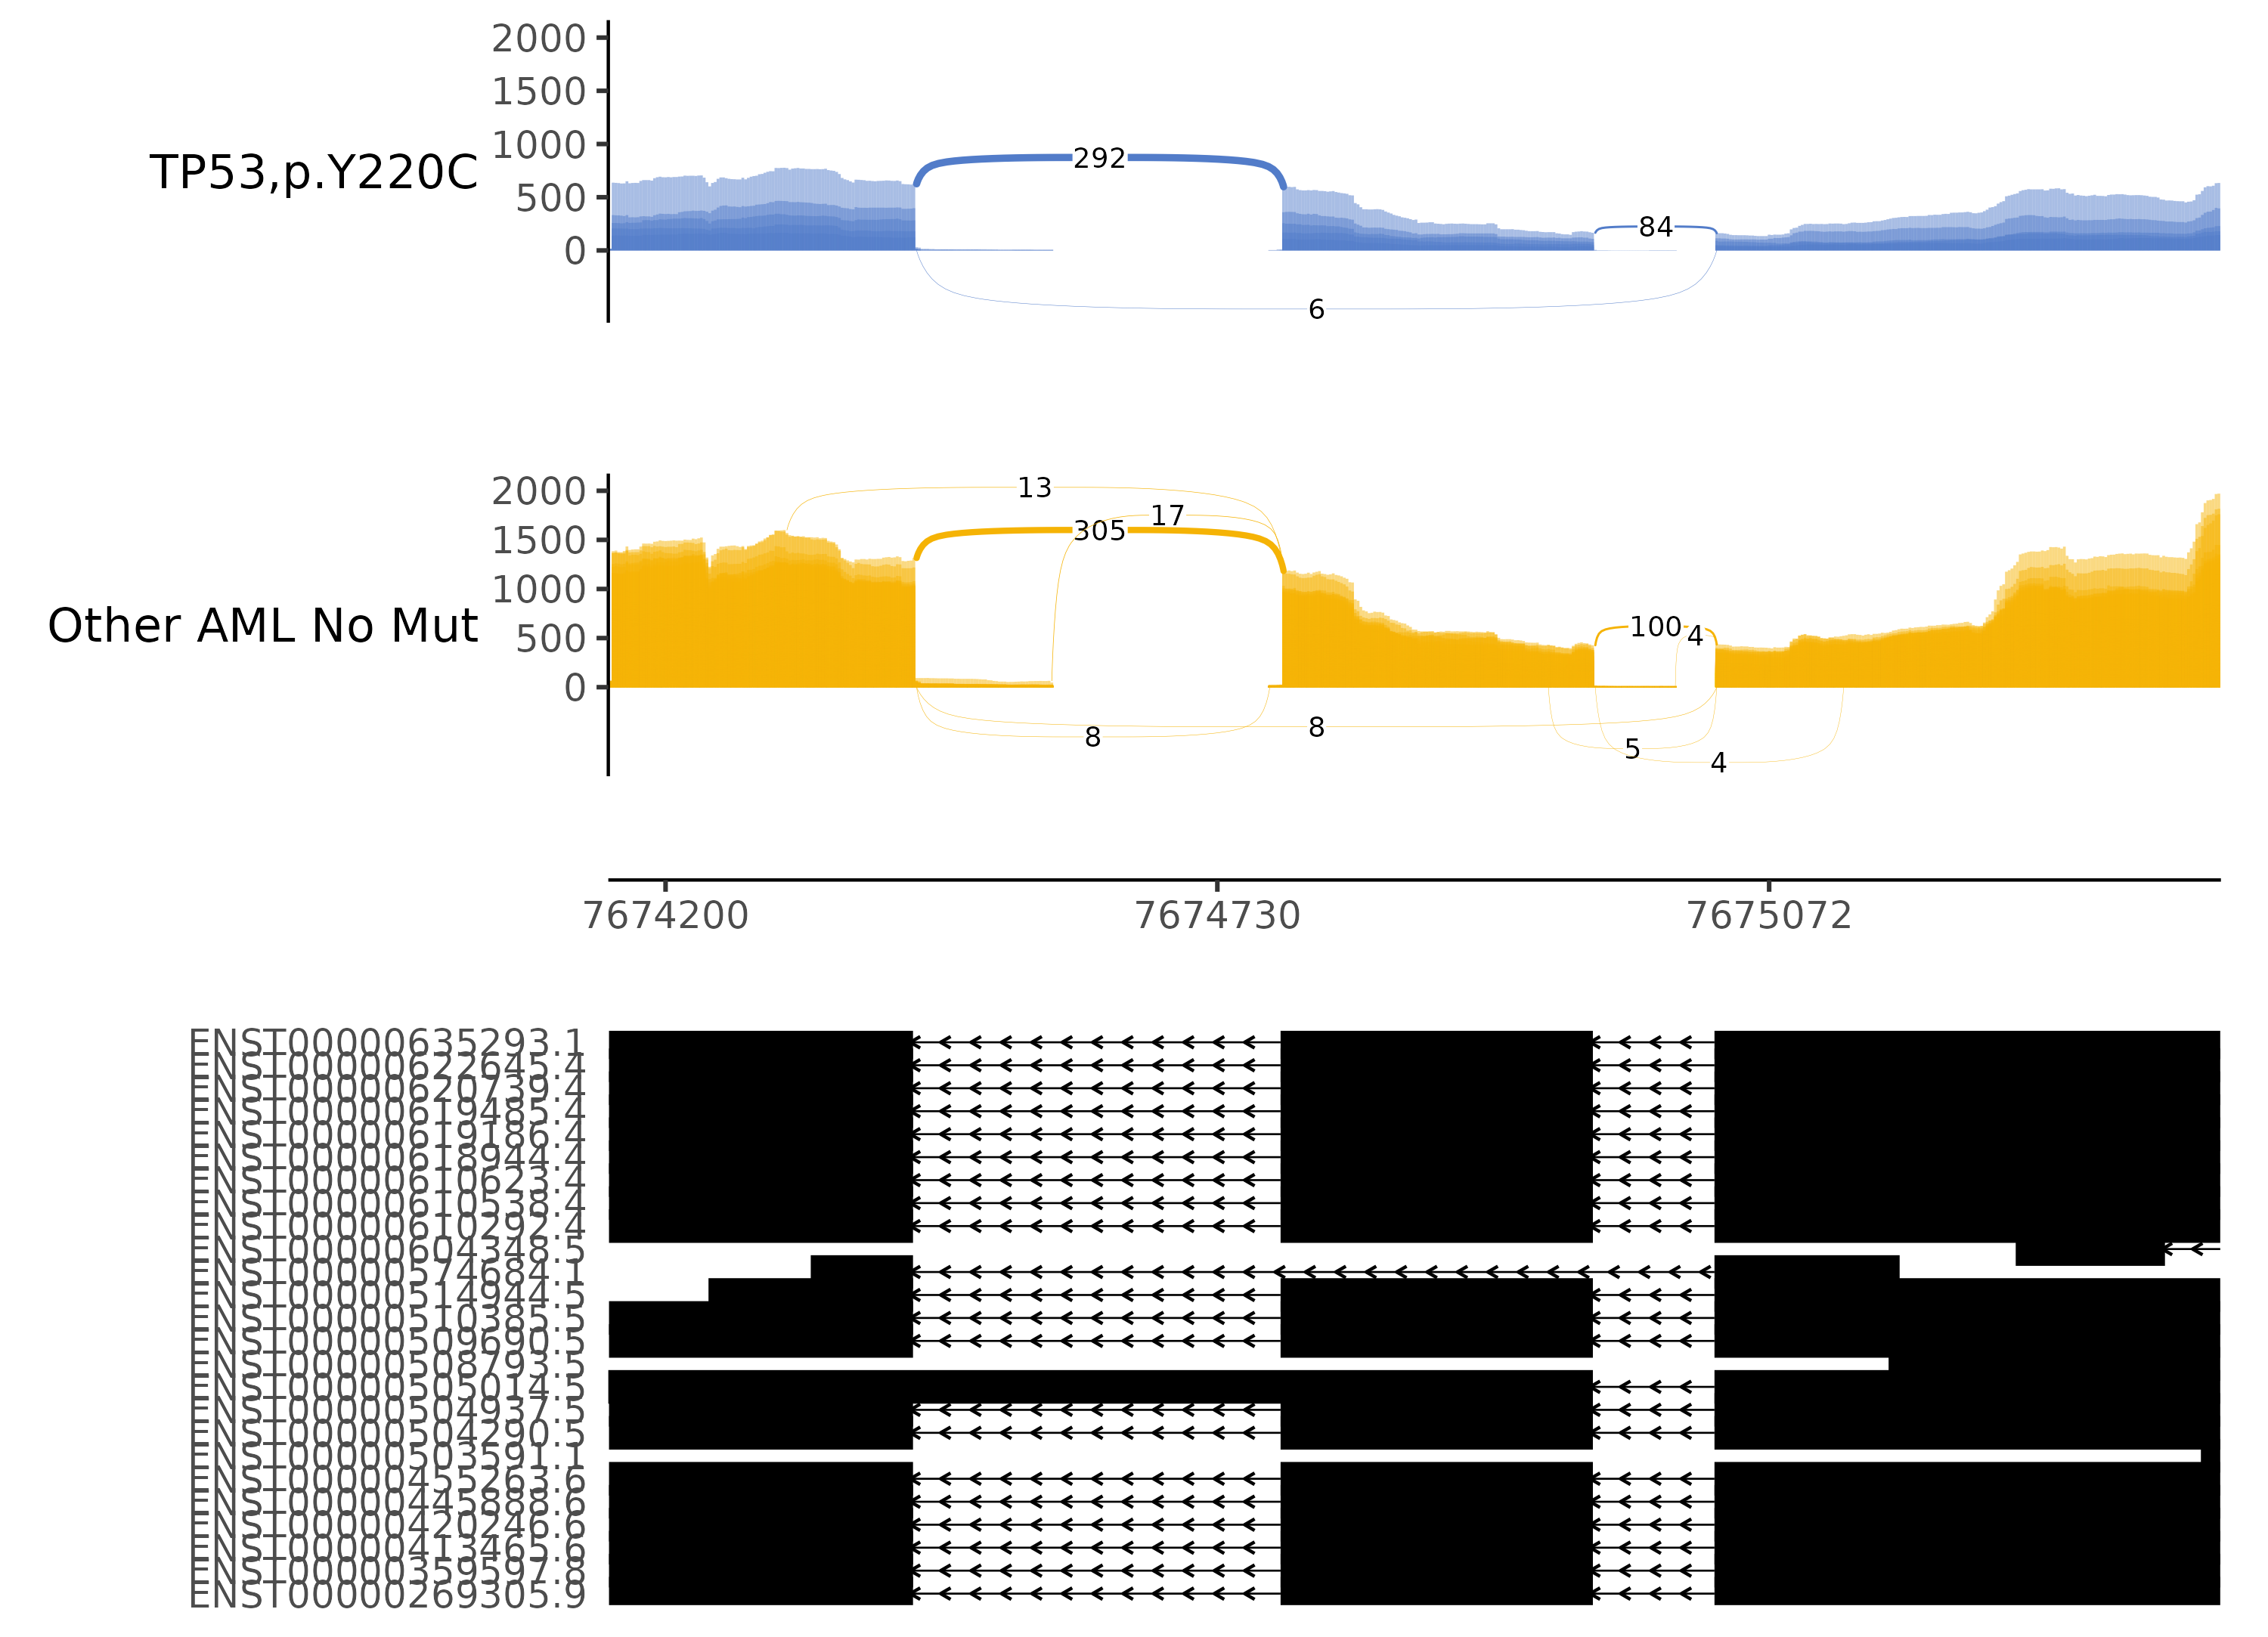 2000
1500
1000
500
0
TP53,p.Y220C
292
84
6
2000
1500
1000
500
0
Other AML No Mut
13
17
305
100
4
8
8
5
4
7674200 7674730 7675072
ENST00000635293.1
ENST00000622645.4
ENST00000620739.4
ENST00000619485.4
ENST00000619186.4
ENST00000618944.4
ENST00000610623.4
ENST00000610538.4
ENST00000610292.4
ENST00000604348.5
ENST00000574684.1
ENST00000514944.5
ENST00000510385.5
ENST00000509690.5
ENST00000508793.5
ENST00000505014.5
ENST00000504937.5
ENST00000504290.5
ENST00000503591.1
ENST00000455263.6
ENST00000445888.6
ENST00000420246.6
ENST00000413465.6
ENST00000359597.8
ENST00000269305.9